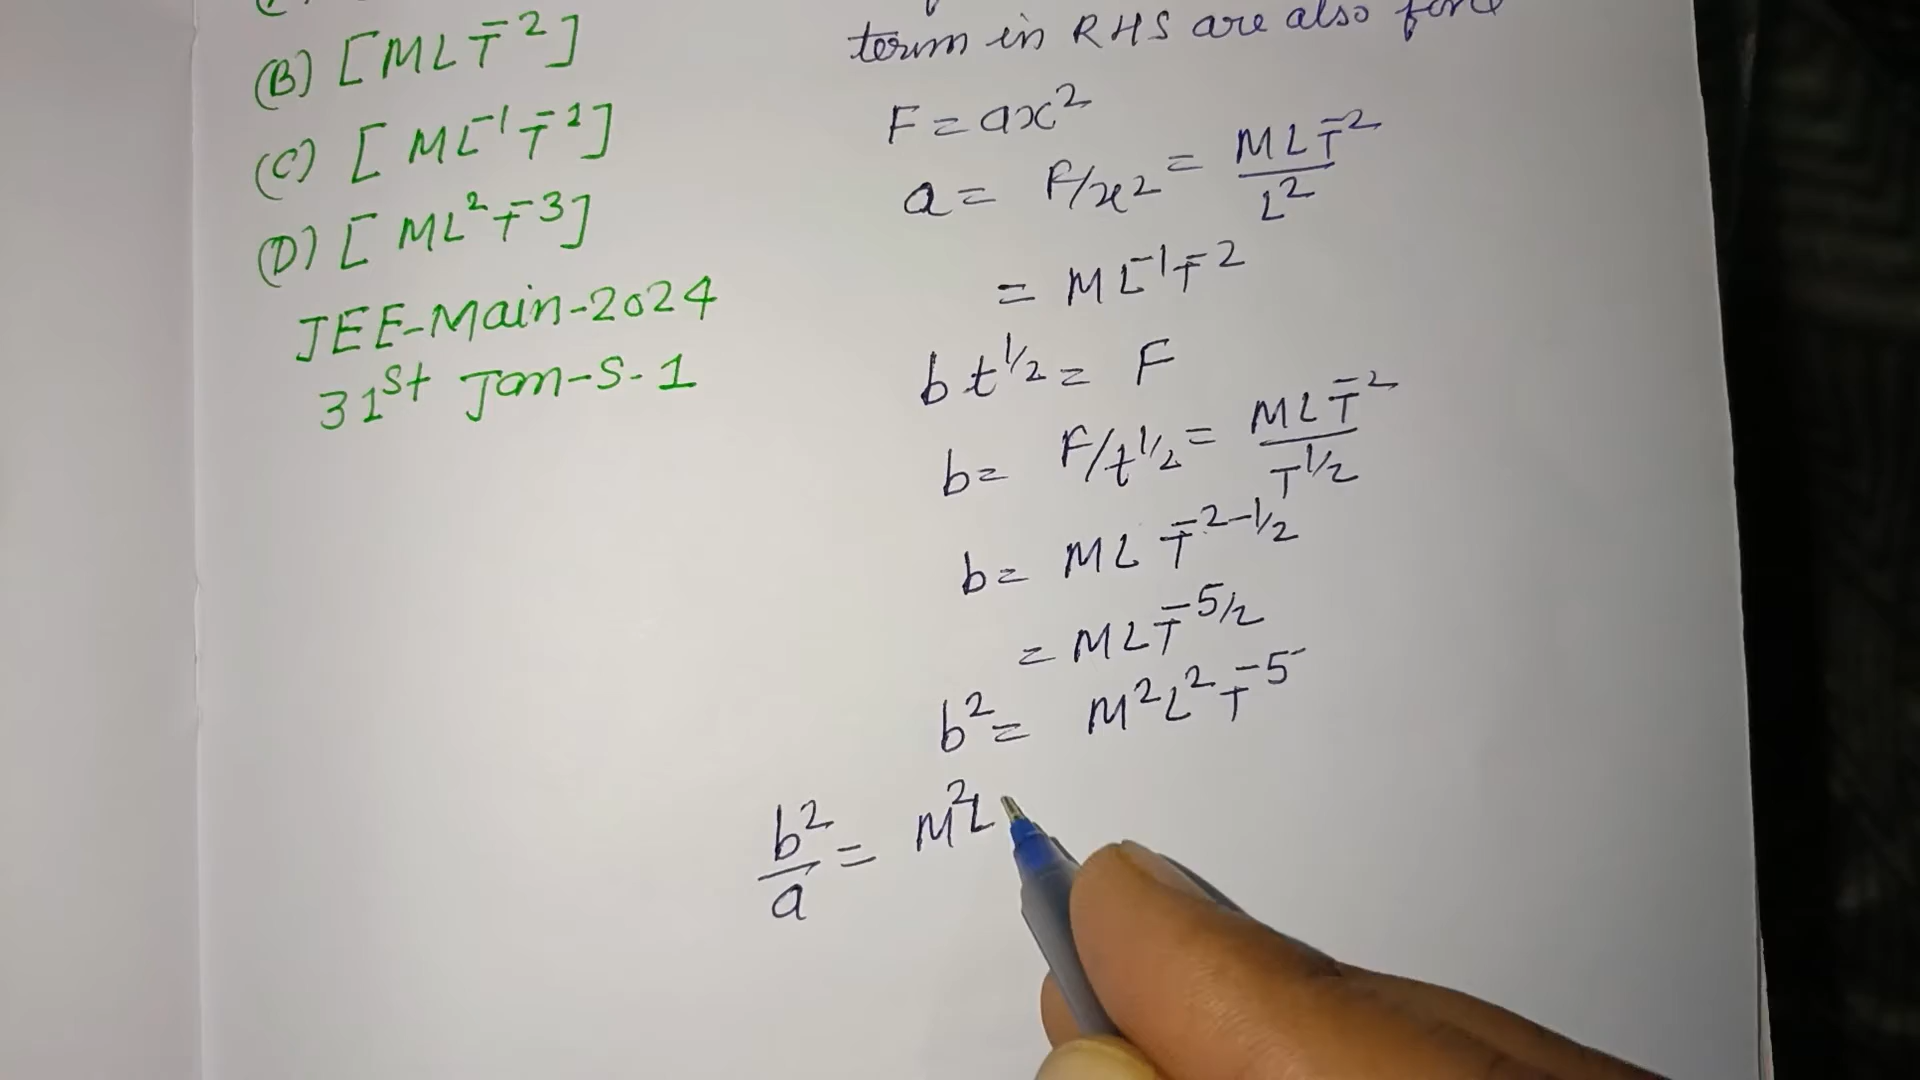 (B) [MLT⁻²]
(C) [ML⁻¹T⁻²]
(D) [ML²T⁻³]
JEE-Main-2024
31st Jan-S-1
term in RHS are also
F = ax²
a = F/x² = MLT⁻²/L²
= ML⁻¹T⁻²
b t^1/2 = F
b = F/t^1/2 = MLT⁻²/T^1/2
b = MLT^-2-1/2
= MLT^-5/2
b² = M²L²T⁻⁵
b²/a = M²L